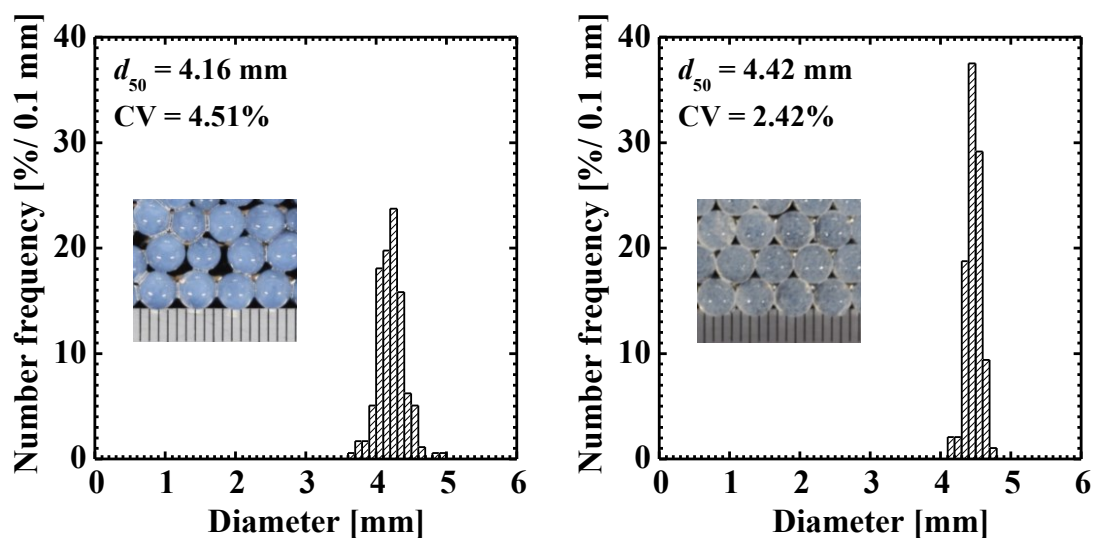 Number frequency [%/ 0.1 mm]
40
30
20
10
0
d50 = 4.16 mm
CV = 4.51%
0 1 2 3 4 5 6
Diameter [mm]
Number frequency [%/ 0.1 mm]
40
30
20
10
0
d50 = 4.42 mm
CV = 2.42%
0 1 2 3 4 5 6
Diameter [mm]